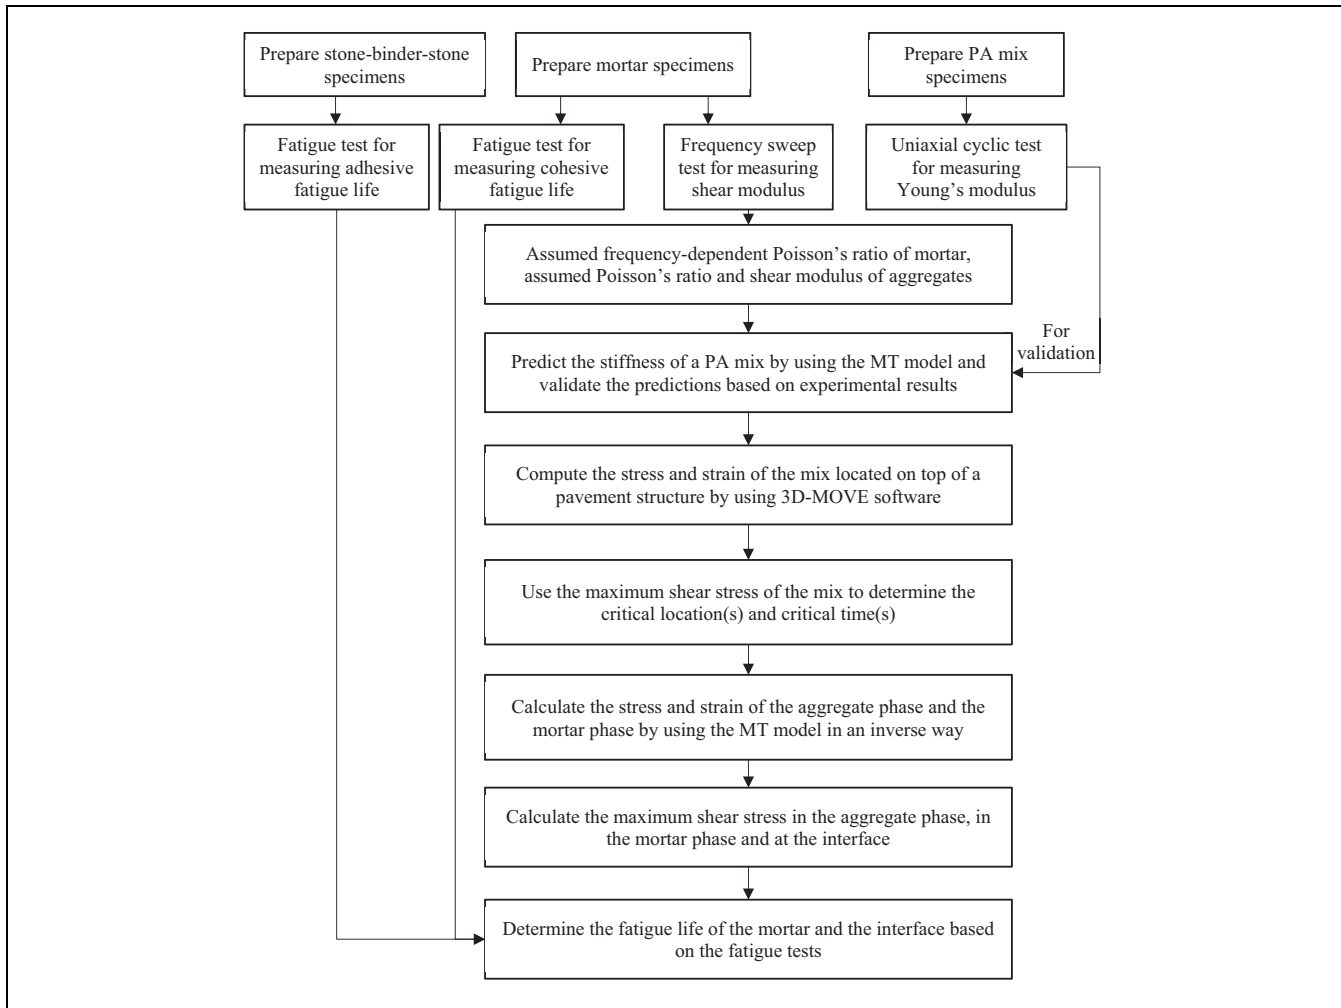 Prepare stone-binder-stone
specimens
Prepare mortar specimens
Prepare PA mix
specimens
Fatigue test for
measuring adhesive
fatigue life
Fatigue test for
measuring cohesive
fatigue life
Frequency sweep
test for measuring
shear modulus
Uniaxial cyclic test
for measuring
Young’s modulus
Assumed frequency-dependent Poisson’s ratio of mortar,
assumed Poisson’s ratio and shear modulus of aggregates
For
validation
Predict the stiffness of a PA mix by using the MT model and
validate the predictions based on experimental results
Compute the stress and strain of the mix located on top of a
pavement structure by using 3D-MOVE software
Use the maximum shear stress of the mix to determine the
critical location(s) and critical time(s)
Calculate the stress and strain of the aggregate phase and the
mortar phase by using the MT model in an inverse way
Calculate the maximum shear stress in the aggregate phase, in
the mortar phase and at the interface
Determine the fatigue life of the mortar and the interface based
on the fatigue tests